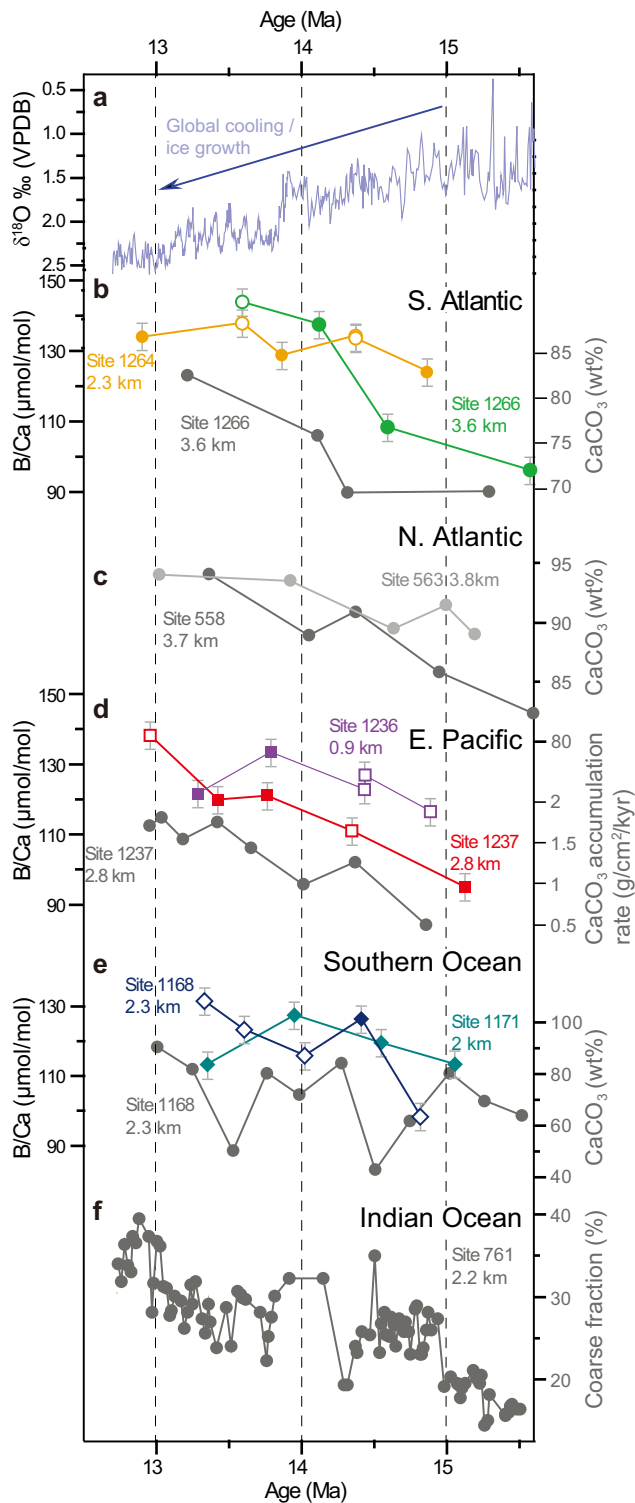 Age (Ma)
13 14 15
a
Global cooling /
ice growth
δ¹⁸O ‰ (VPDB)
0.5
1.0
1.5
2.0
2.5
b
S. Atlantic
B/Ca (µmol/mol)
150
130
110
90
Site 1264
2.3 km
Site 1266
3.6 km
Site 1266
3.6 km
CaCO₃ (wt%)
85
80
75
70
N. Atlantic
c
Site 563 3.8km
Site 558
3.7 km
CaCO₃ (wt%)
95
90
85
d
E. Pacific
B/Ca (µmol/mol)
150
130
110
90
Site 1236
0.9 km
Site 1237
2.8 km
Site 1237
2.8 km
CaCO₃ accumulation
rate (g/cm²/kyr)
80
2
1.5
1
0.5
e
Southern Ocean
B/Ca (µmol/mol)
130
110
90
Site 1168
2.3 km
Site 1171
2 km
Site 1168
2.3 km
CaCO₃ (wt%)
100
80
60
40
f
Indian Ocean
Site 761
2.2 km
Coarse fraction (%)
40
30
20
13 14 15
Age (Ma)